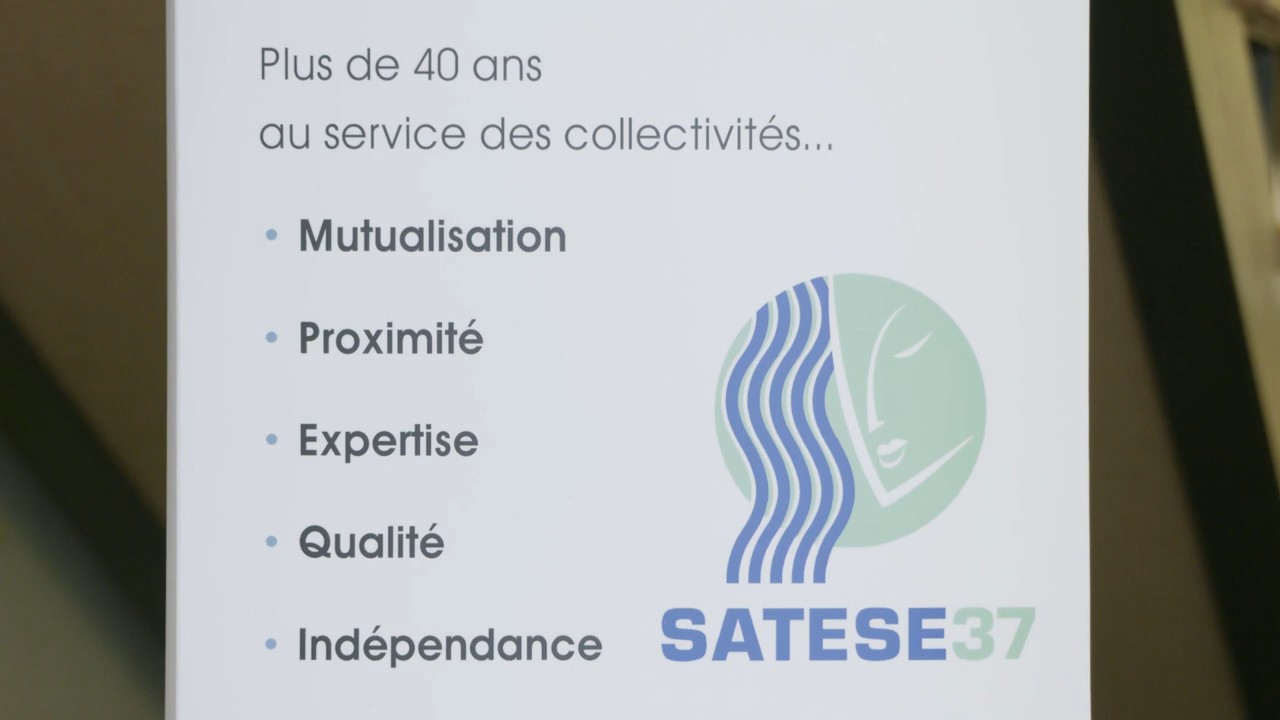 Plus de 40 ans
au service des collectivités...
• Mutualisation
• Proximité
• Expertise
• Qualité
• Indépendance
SATESE37